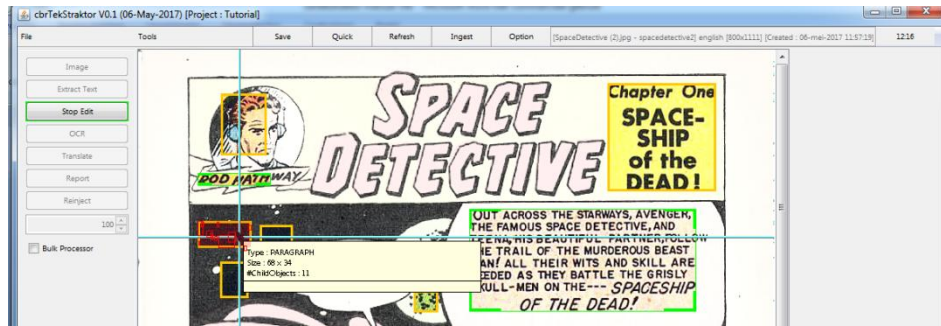 cbrTekStraktor V0.1 (06-May-2017) [Project : Tutorial]
File Tools Save Quick Refresh Ingest Option [SpaceDetective (2).jpg - spacedetective2] english [800x1111] [Created : 06-mei-2017 11:57:19] 12:16
Image
Extract Text
Stop Edit
OCR
Translate
Report
Reinject
100
Bulk Processor
SPACE
DETECTIVE
ROD HATHWAY
Chapter One
SPACE-
SHIP
of the
DEAD!
OUT ACROSS THE STARWAYS, AVENGER,
THE FAMOUS SPACE DETECTIVE, AND
TEENA, HIS BEAUTIFUL PARTNER, FOLLOW
THE TRAIL OF THE MURDEROUS BEAST
MAN! ALL THEIR WITS AND SKILL ARE
NEEDED AS THEY BATTLE THE GRISLY
SKULL-MEN ON THE--- SPACESHIP
OF THE DEAD!
Type : PARAGRAPH
Size : 68 x 34
#ChildObjects : 11